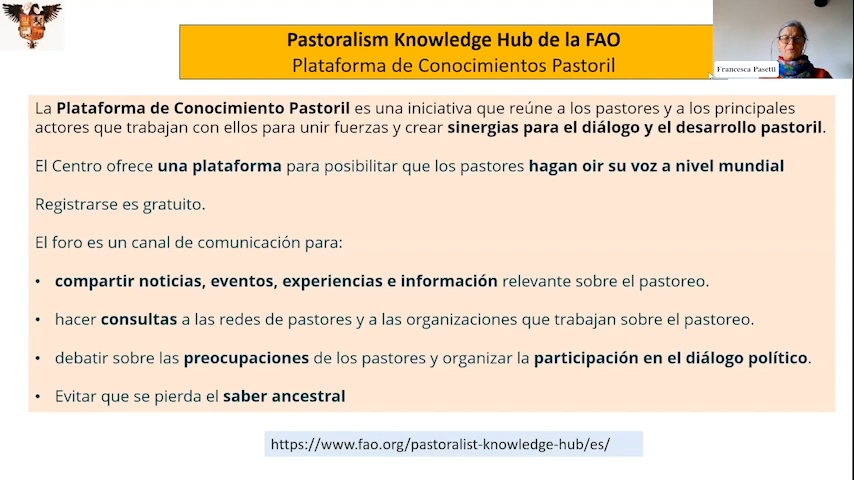 Pastoralism Knowledge Hub de la FAO
Plataforma de Conocimientos Pastoril
Francesca Pasetti
La Plataforma de Conocimiento Pastoril es una iniciativa que reúne a los pastores y a los principales
actores que trabajan con ellos para unir fuerzas y crear sinergias para el diálogo y el desarrollo pastoril.
El Centro ofrece una plataforma para posibilitar que los pastores hagan oir su voz a nivel mundial
Registrarse es gratuito.
El foro es un canal de comunicación para:
• compartir noticias, eventos, experiencias e información relevante sobre el pastoreo.
• hacer consultas a las redes de pastores y a las organizaciones que trabajan sobre el pastoreo.
• debatir sobre las preocupaciones de los pastores y organizar la participación en el diálogo político.
• Evitar que se pierda el saber ancestral
https://www.fao.org/pastoralist-knowledge-hub/es/